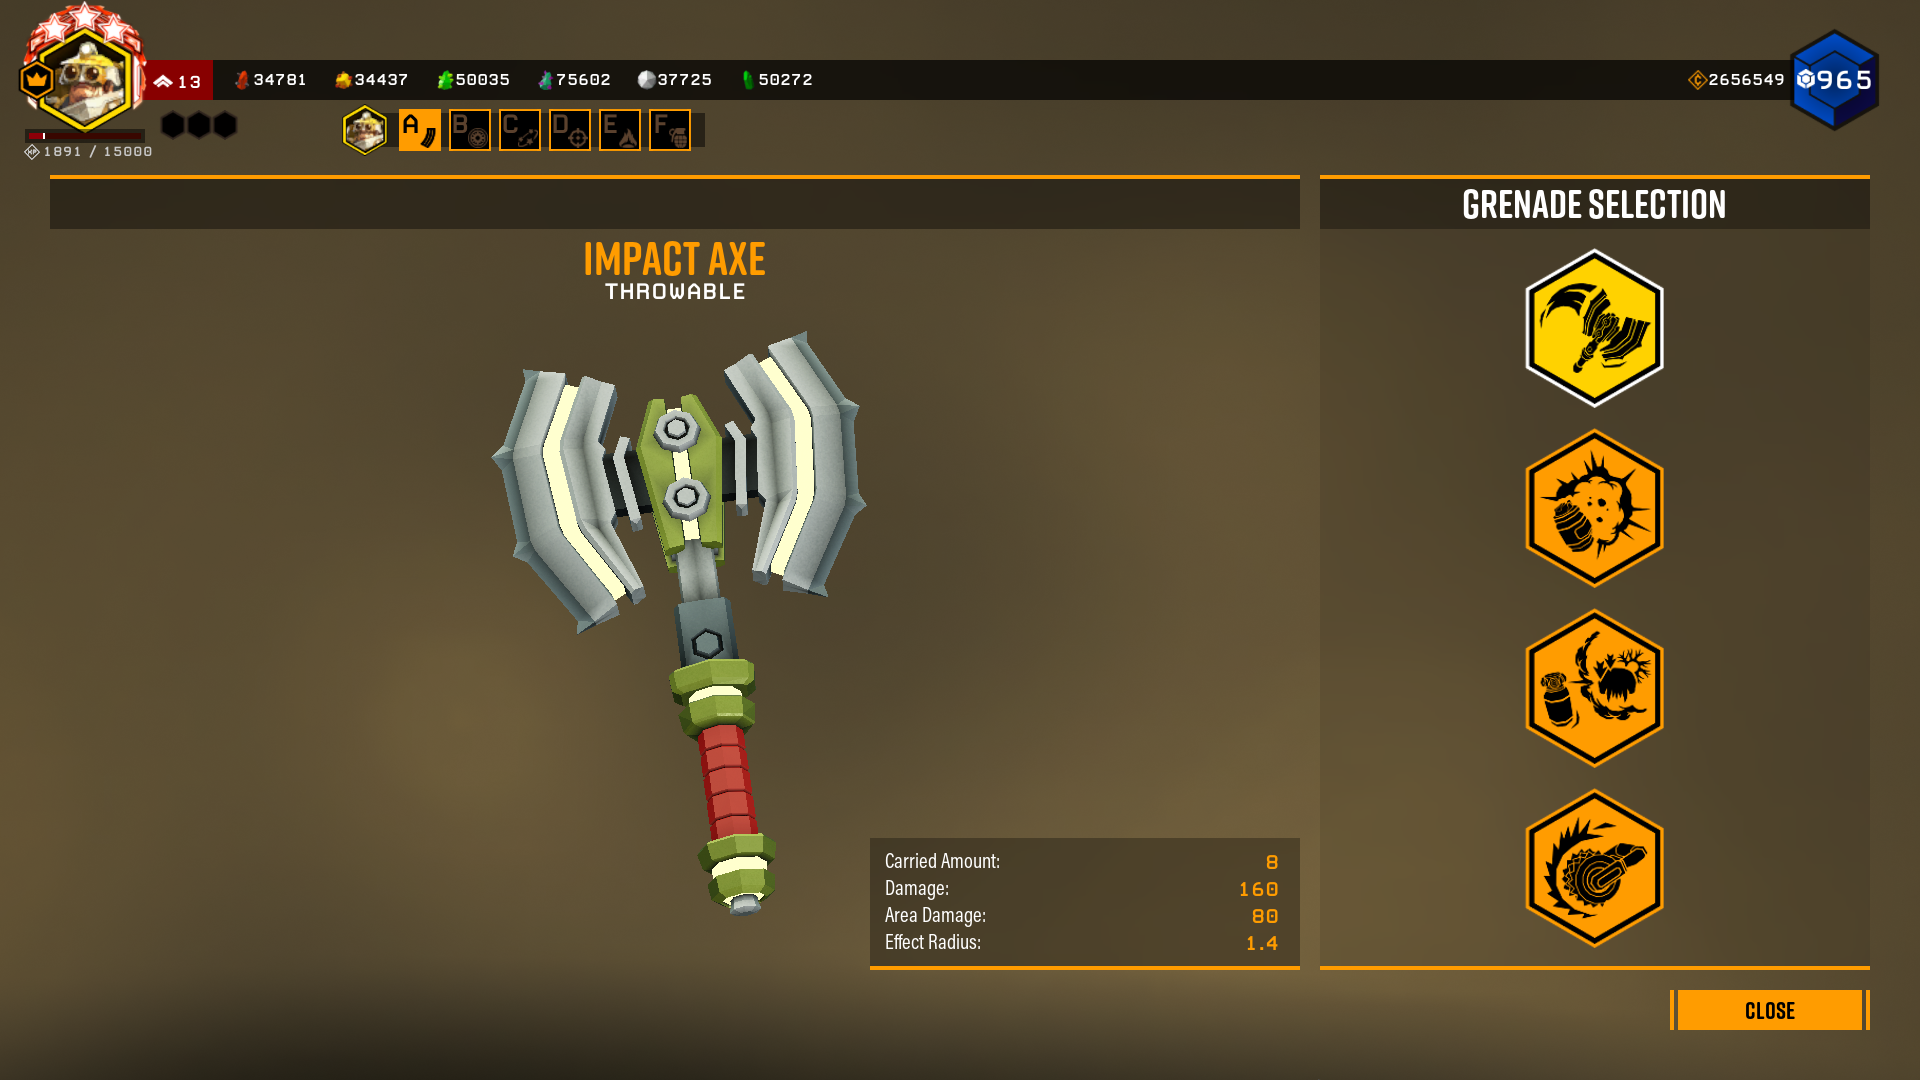 13
34781
34437
50035
75602
37725
50272
2656549
965
1891 / 15000
A
B
C
D
E
F
GRENADE SELECTION
IMPACT AXE
THROWABLE
Carried Amount: 8
Damage: 160
Area Damage: 80
Effect Radius: 1.4
CLOSE